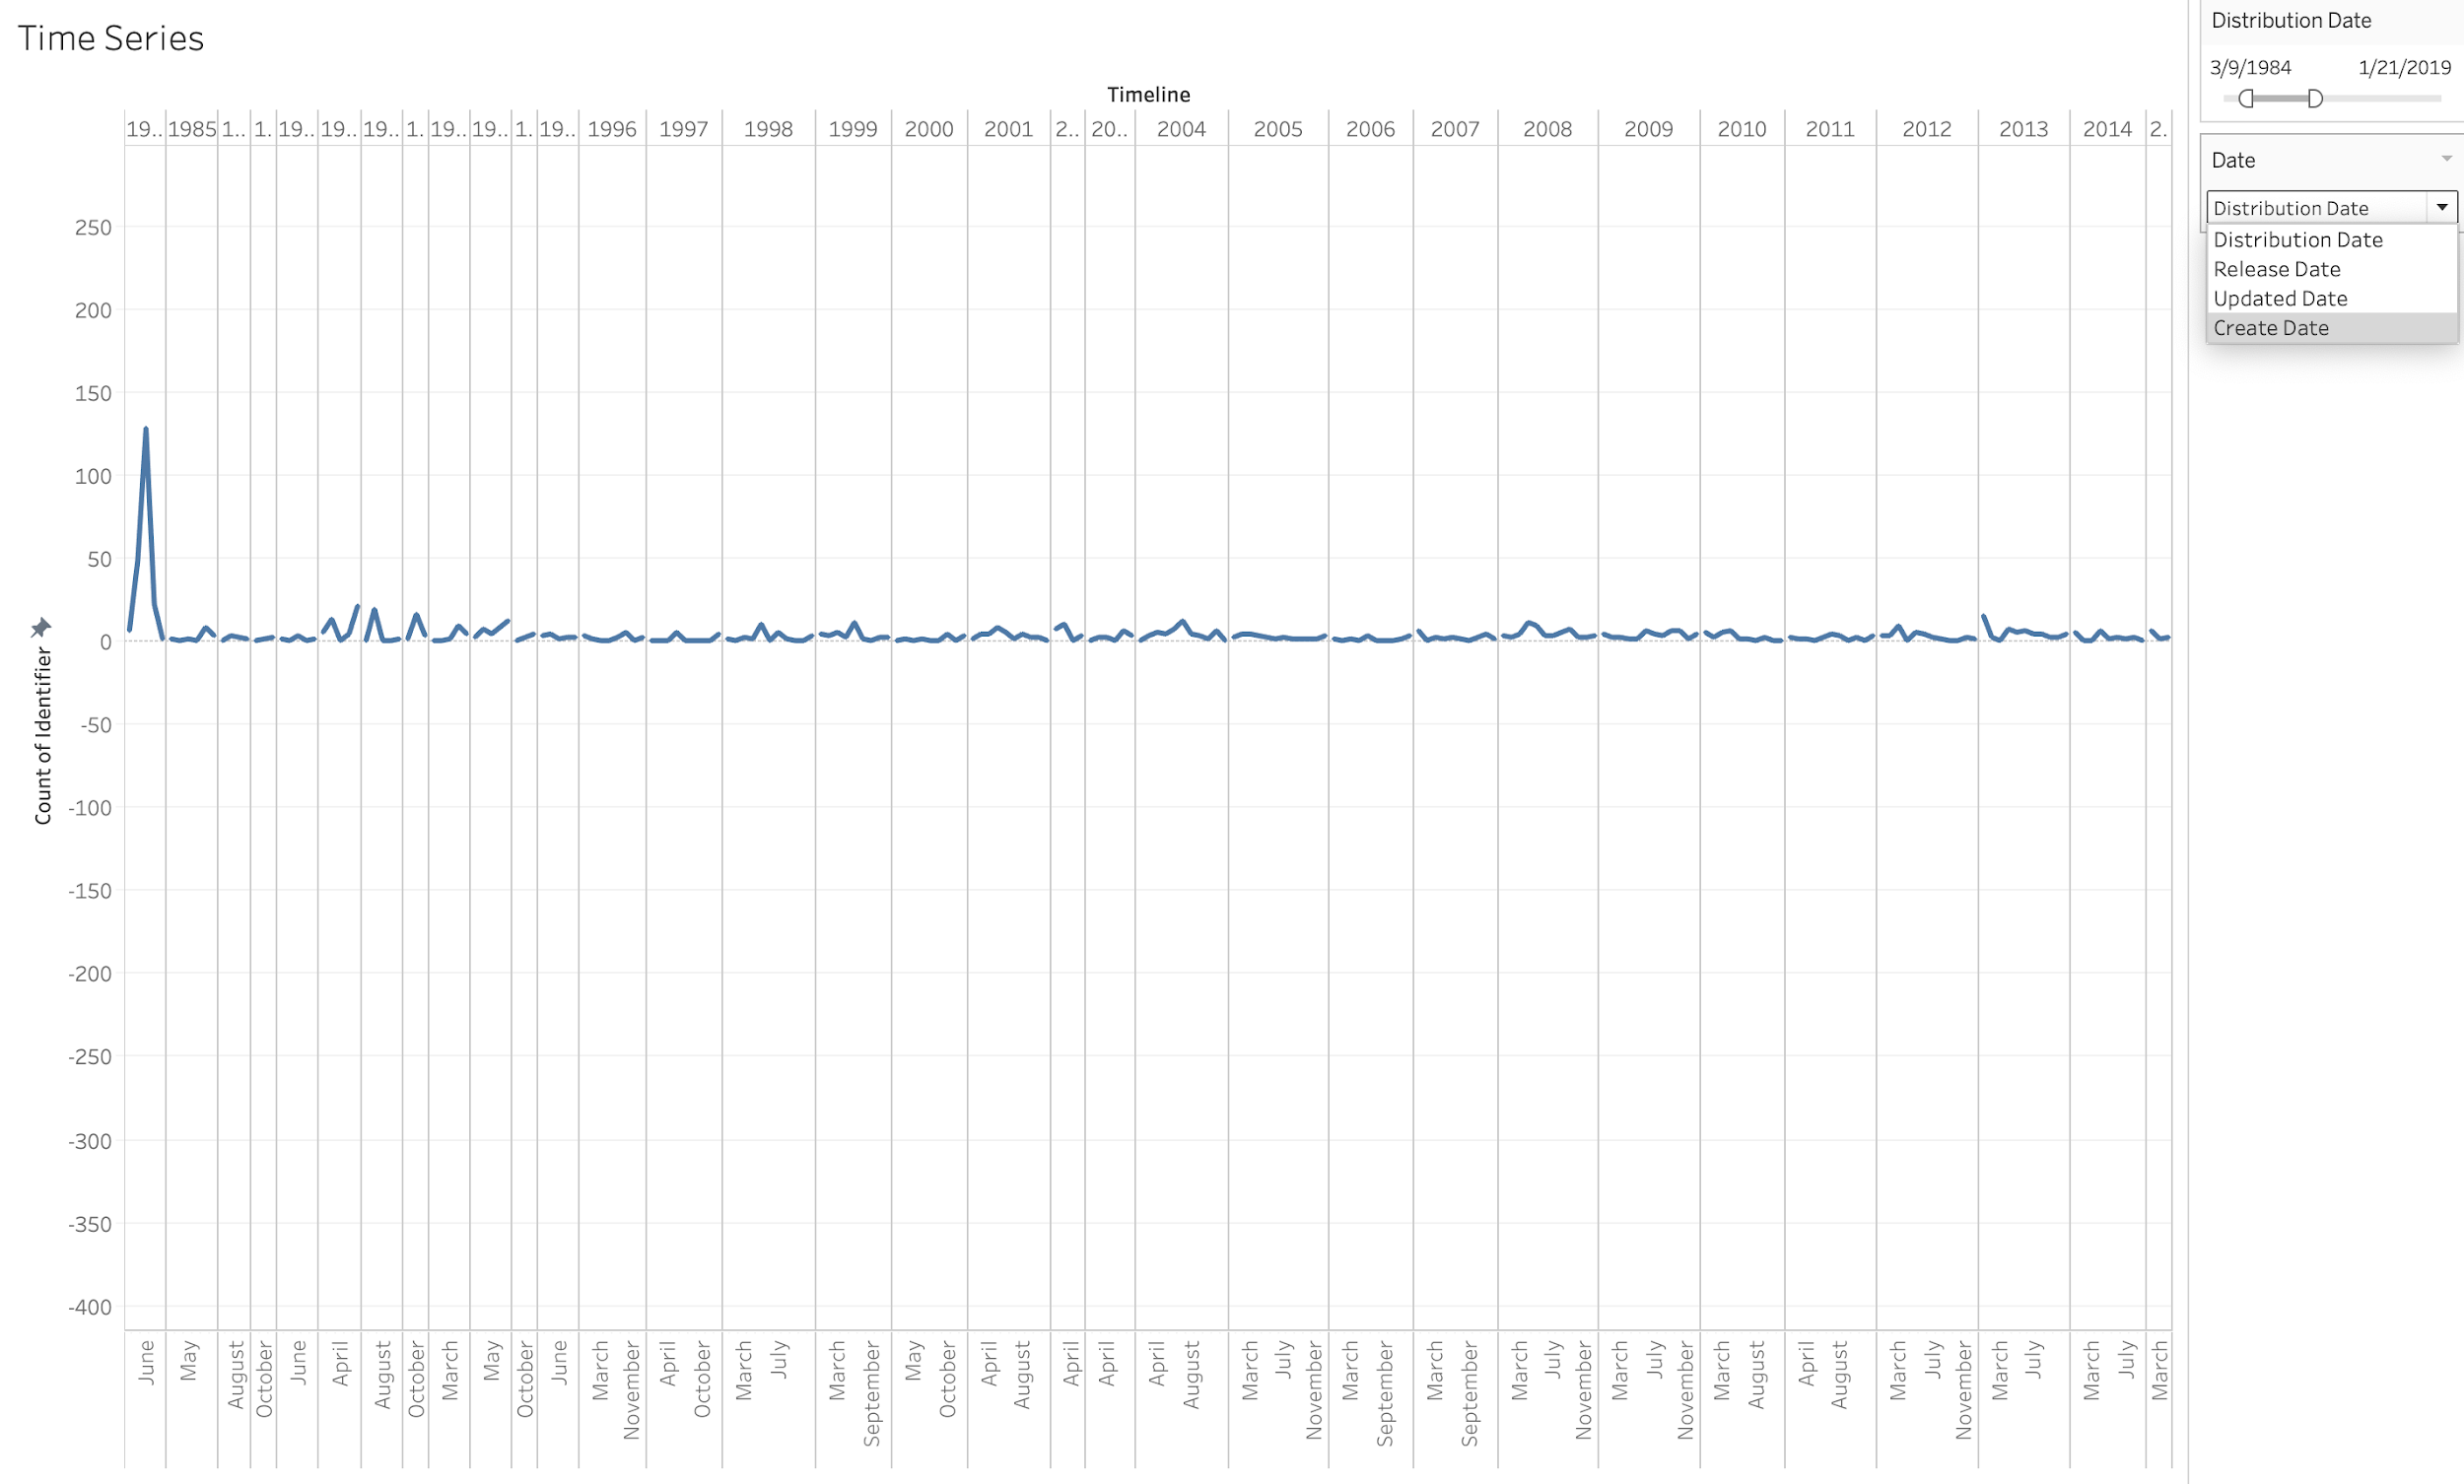 Time Series
Timeline
19.. 1985 1.. 1. 19.. 19.. 19.. 1. 19.. 19.. 1. 19.. 1996 1997 1998 1999 2000 2001 2.. 20.. 2004 2005 2006 2007 2008 2009 2010 2011 2012 2013 2014 2.
250
200
150
100
50
0
-50
-100
-150
-200
-250
-300
-350
-400
Count of Identifier
June May August October June April August October March May October June March November April October March July March September May October April August April April April August March July November March September March September March July November March July November March August April August March July November March July March July March
Distribution Date
3/9/1984 1/21/2019
Date
Distribution Date
Distribution Date
Release Date
Updated Date
Create Date